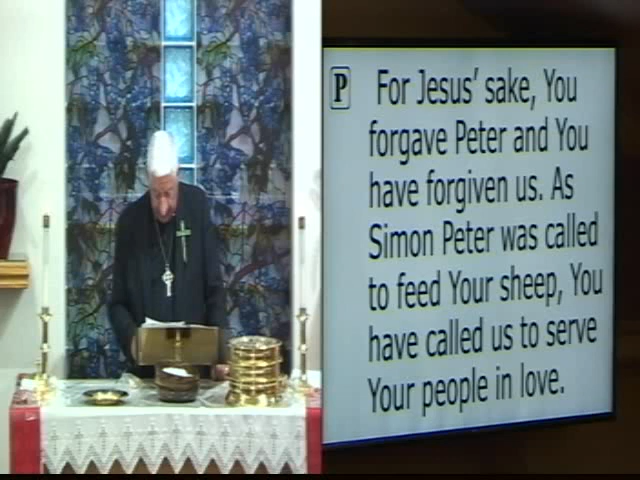 P For Jesus’ sake, You
forgave Peter and You
have forgiven us. As
Simon Peter was called
to feed Your sheep, You
have called us to serve
Your people in love.